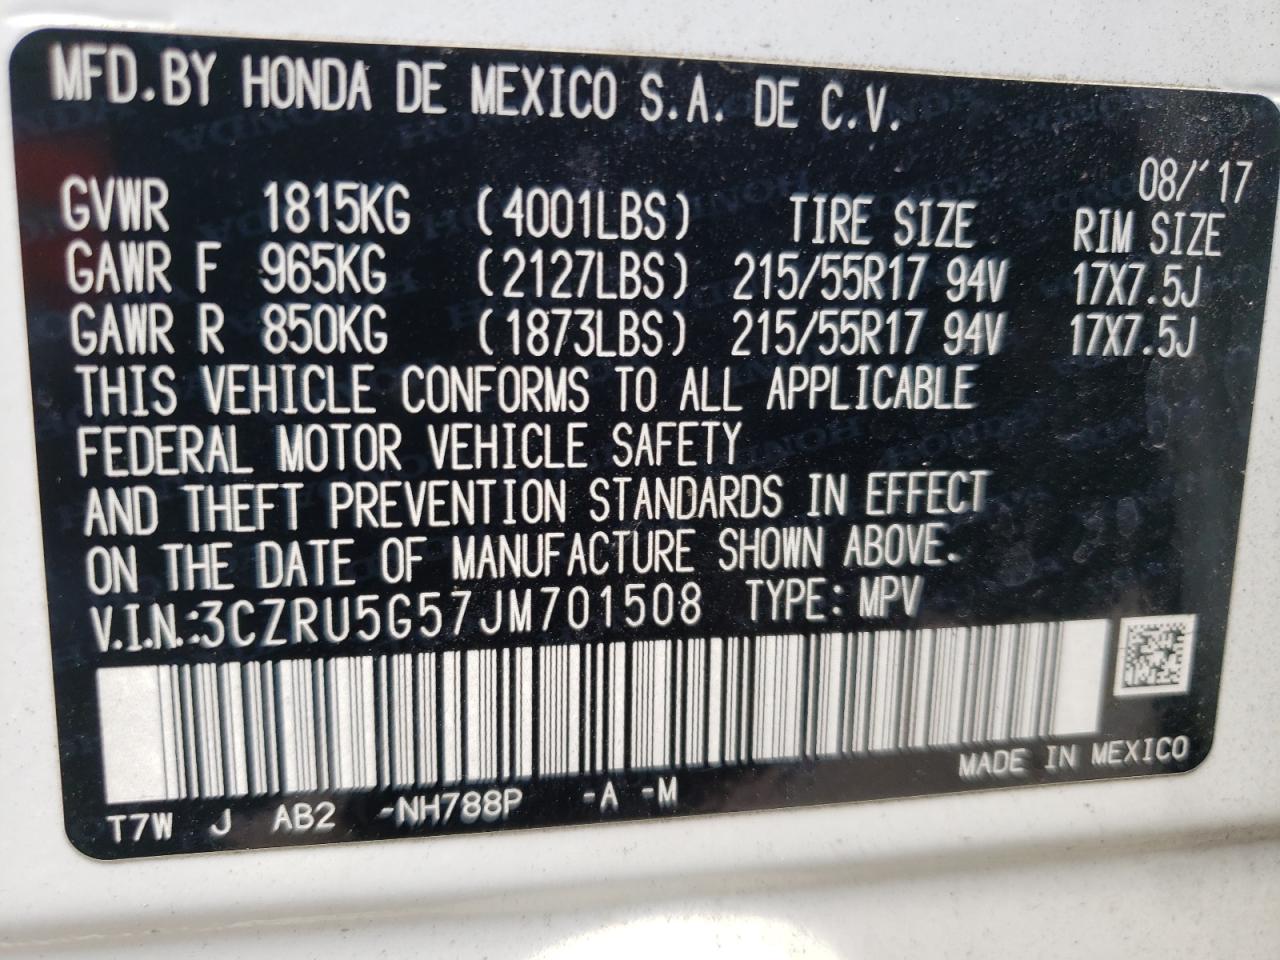 MFD.BY HONDA DE MEXICO S.A. DE C.V.
08/'17
GVWR 1815KG (4001LBS) TIRE SIZE RIM SIZE
GAWR F 965KG (2127LBS) 215/55R17 94V 17X7.5J
GAWR R 850KG (1873LBS) 215/55R17 94V 17X7.5J
THIS VEHICLE CONFORMS TO ALL APPLICABLE
FEDERAL MOTOR VEHICLE SAFETY
AND THEFT PREVENTION STANDARDS IN EFFECT
ON THE DATE OF MANUFACTURE SHOWN ABOVE.
V.I.N.:3CZRU5G57JM701508 TYPE: MPV
MADE IN MEXICO
T7W J AB2 -NH788P -A -M